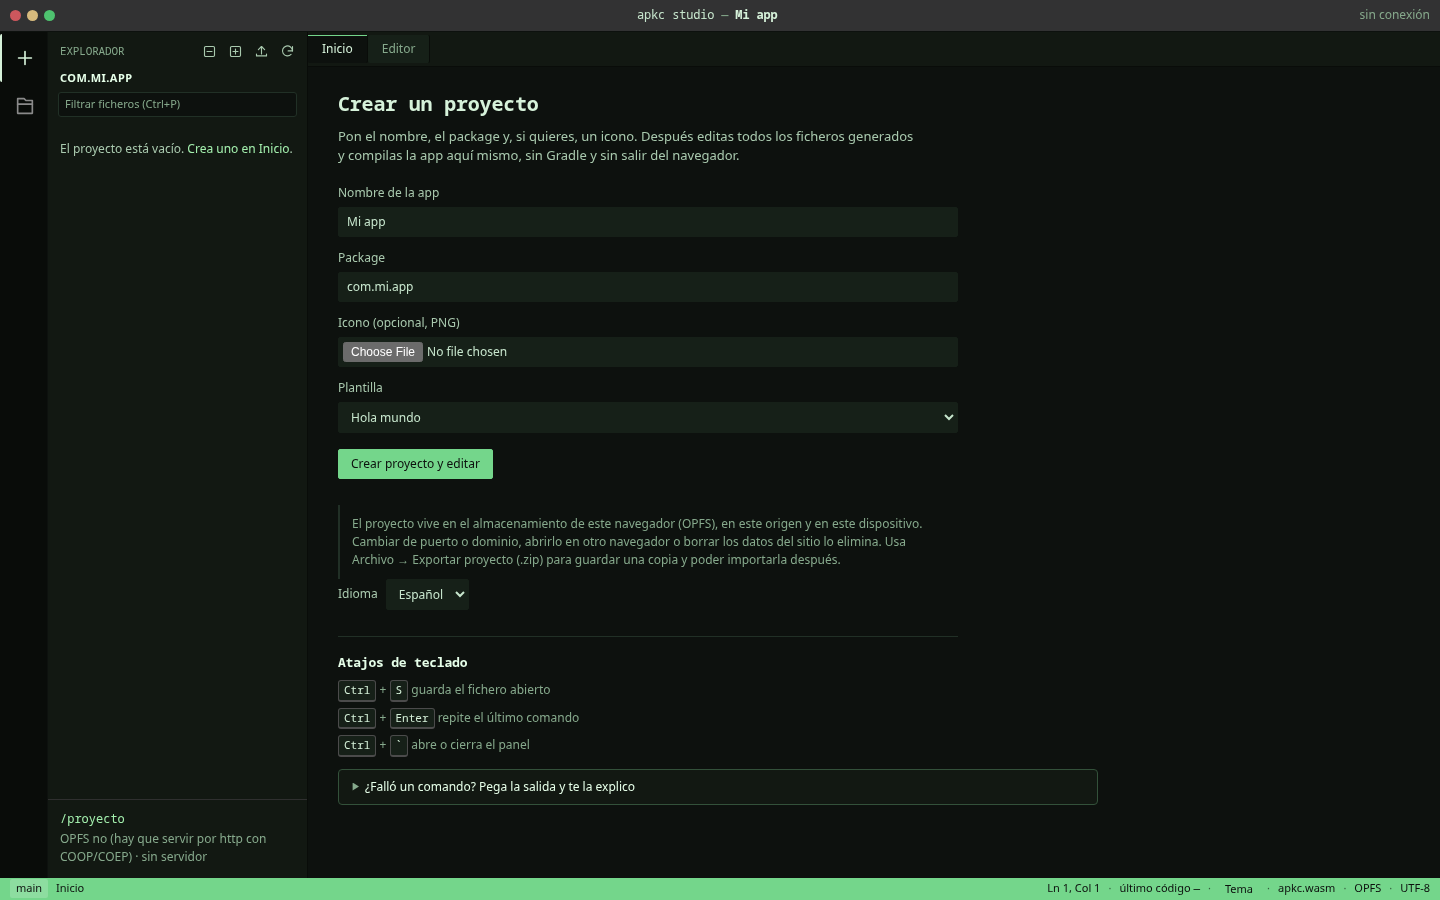 apkc studio — Mi app
sin conexión
EXPLORADOR
COM.MI.APP
Filtrar ficheros (Ctrl+P)
El proyecto está vacío. Crea uno en Inicio.
/proyecto
OPFS no (hay que servir por http con
COOP/COEP) · sin servidor
Inicio
Editor
Crear un proyecto
Pon el nombre, el package y, si quieres, un icono. Después editas todos los ficheros generados
y compilas la app aquí mismo, sin Gradle y sin salir del navegador.
Nombre de la app
Mi app
Package
com.mi.app
Icono (opcional, PNG)
Choose File No file chosen
Plantilla
Hola mundo
Crear proyecto y editar
El proyecto vive en el almacenamiento de este navegador (OPFS), en este origen y en este dispositivo.
Cambiar de puerto o dominio, abrirlo en otro navegador o borrar los datos del sitio lo elimina. Usa
Archivo → Exportar proyecto (.zip) para guardar una copia y poder importarla después.
Idioma Español
Atajos de teclado
Ctrl + S guarda el fichero abierto
Ctrl + Enter repite el último comando
Ctrl + ` abre o cierra el panel
¿Falló un comando? Pega la salida y te la explico
main Inicio
Ln 1, Col 1 · último código — · Tema · apkc.wasm · OPFS · UTF-8